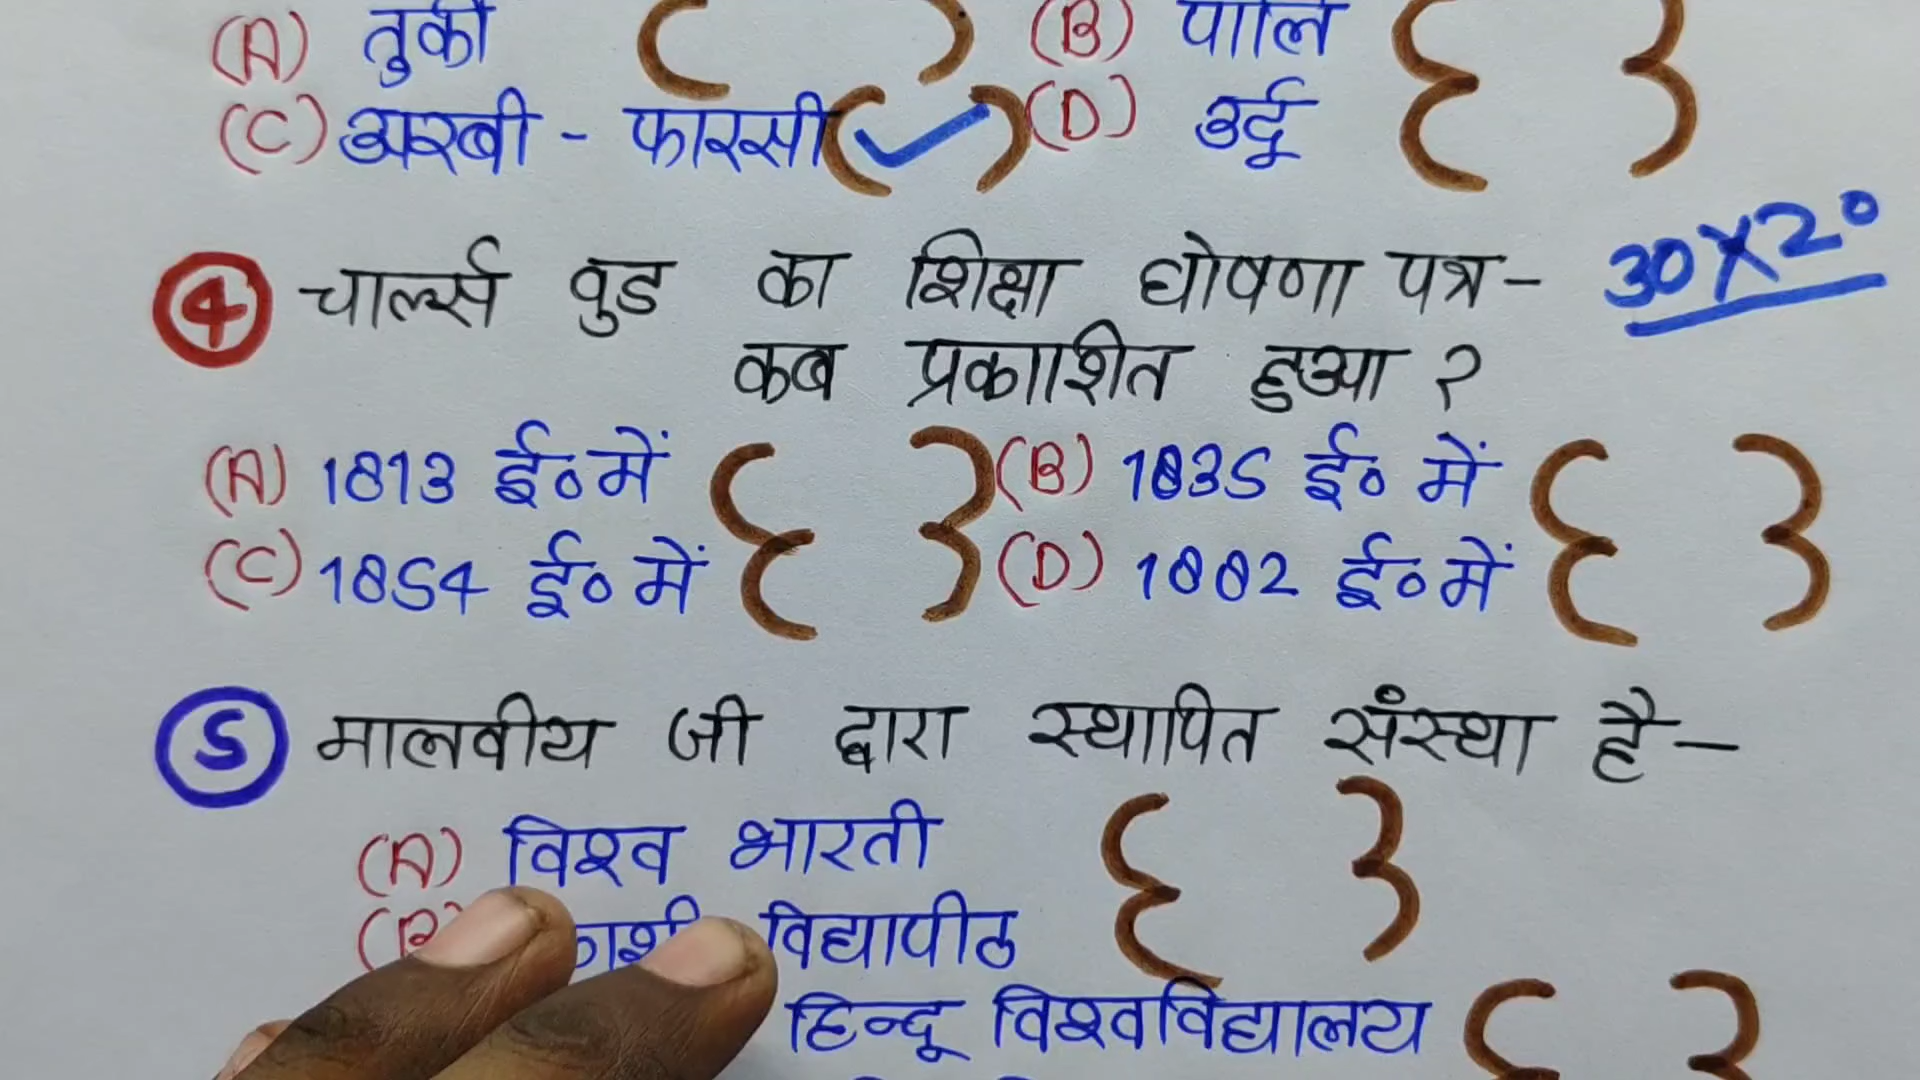 (A) तुर्की (B) पालि
(C) अरबी - फारसी (D) उर्दू
4 चार्ल्स वुड का शिक्षा घोषणा पत्र - 30×20
कब प्रकाशित हुआ ?
(A) 1813 ई० में (B) 1835 ई० में
(C) 1854 ई० में (D) 1882 ई० में
5 मालवीय जी द्वारा स्थापित संस्था है -
(A) विश्व भारती
(B) विद्यापीठ
हिन्दू विश्वविद्यालय